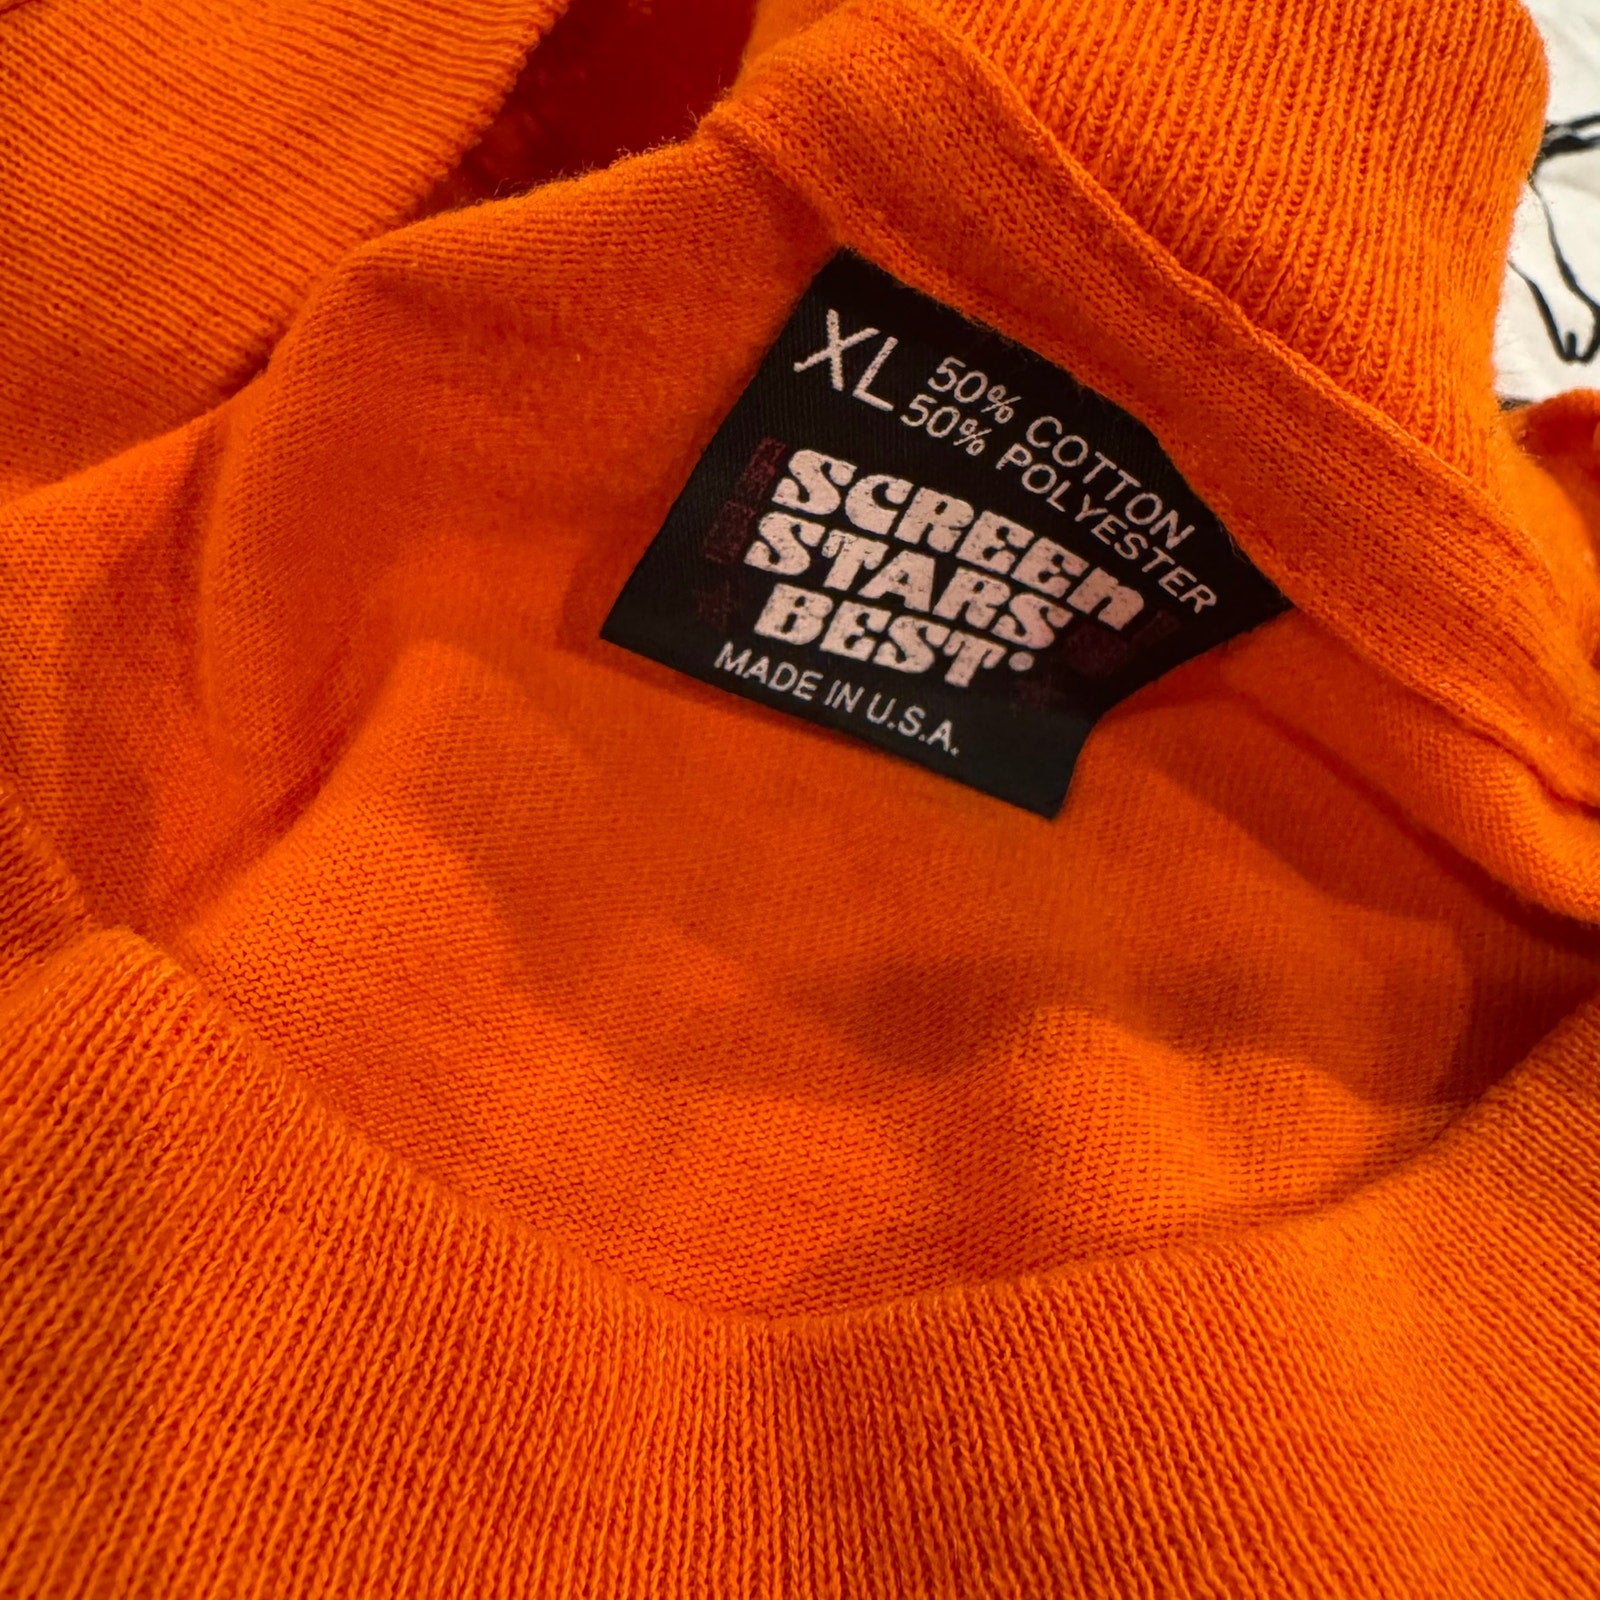 XL
50% COTTON
50% POLYESTER
SCREEN
STARS
BEST®
MADE IN U.S.A.